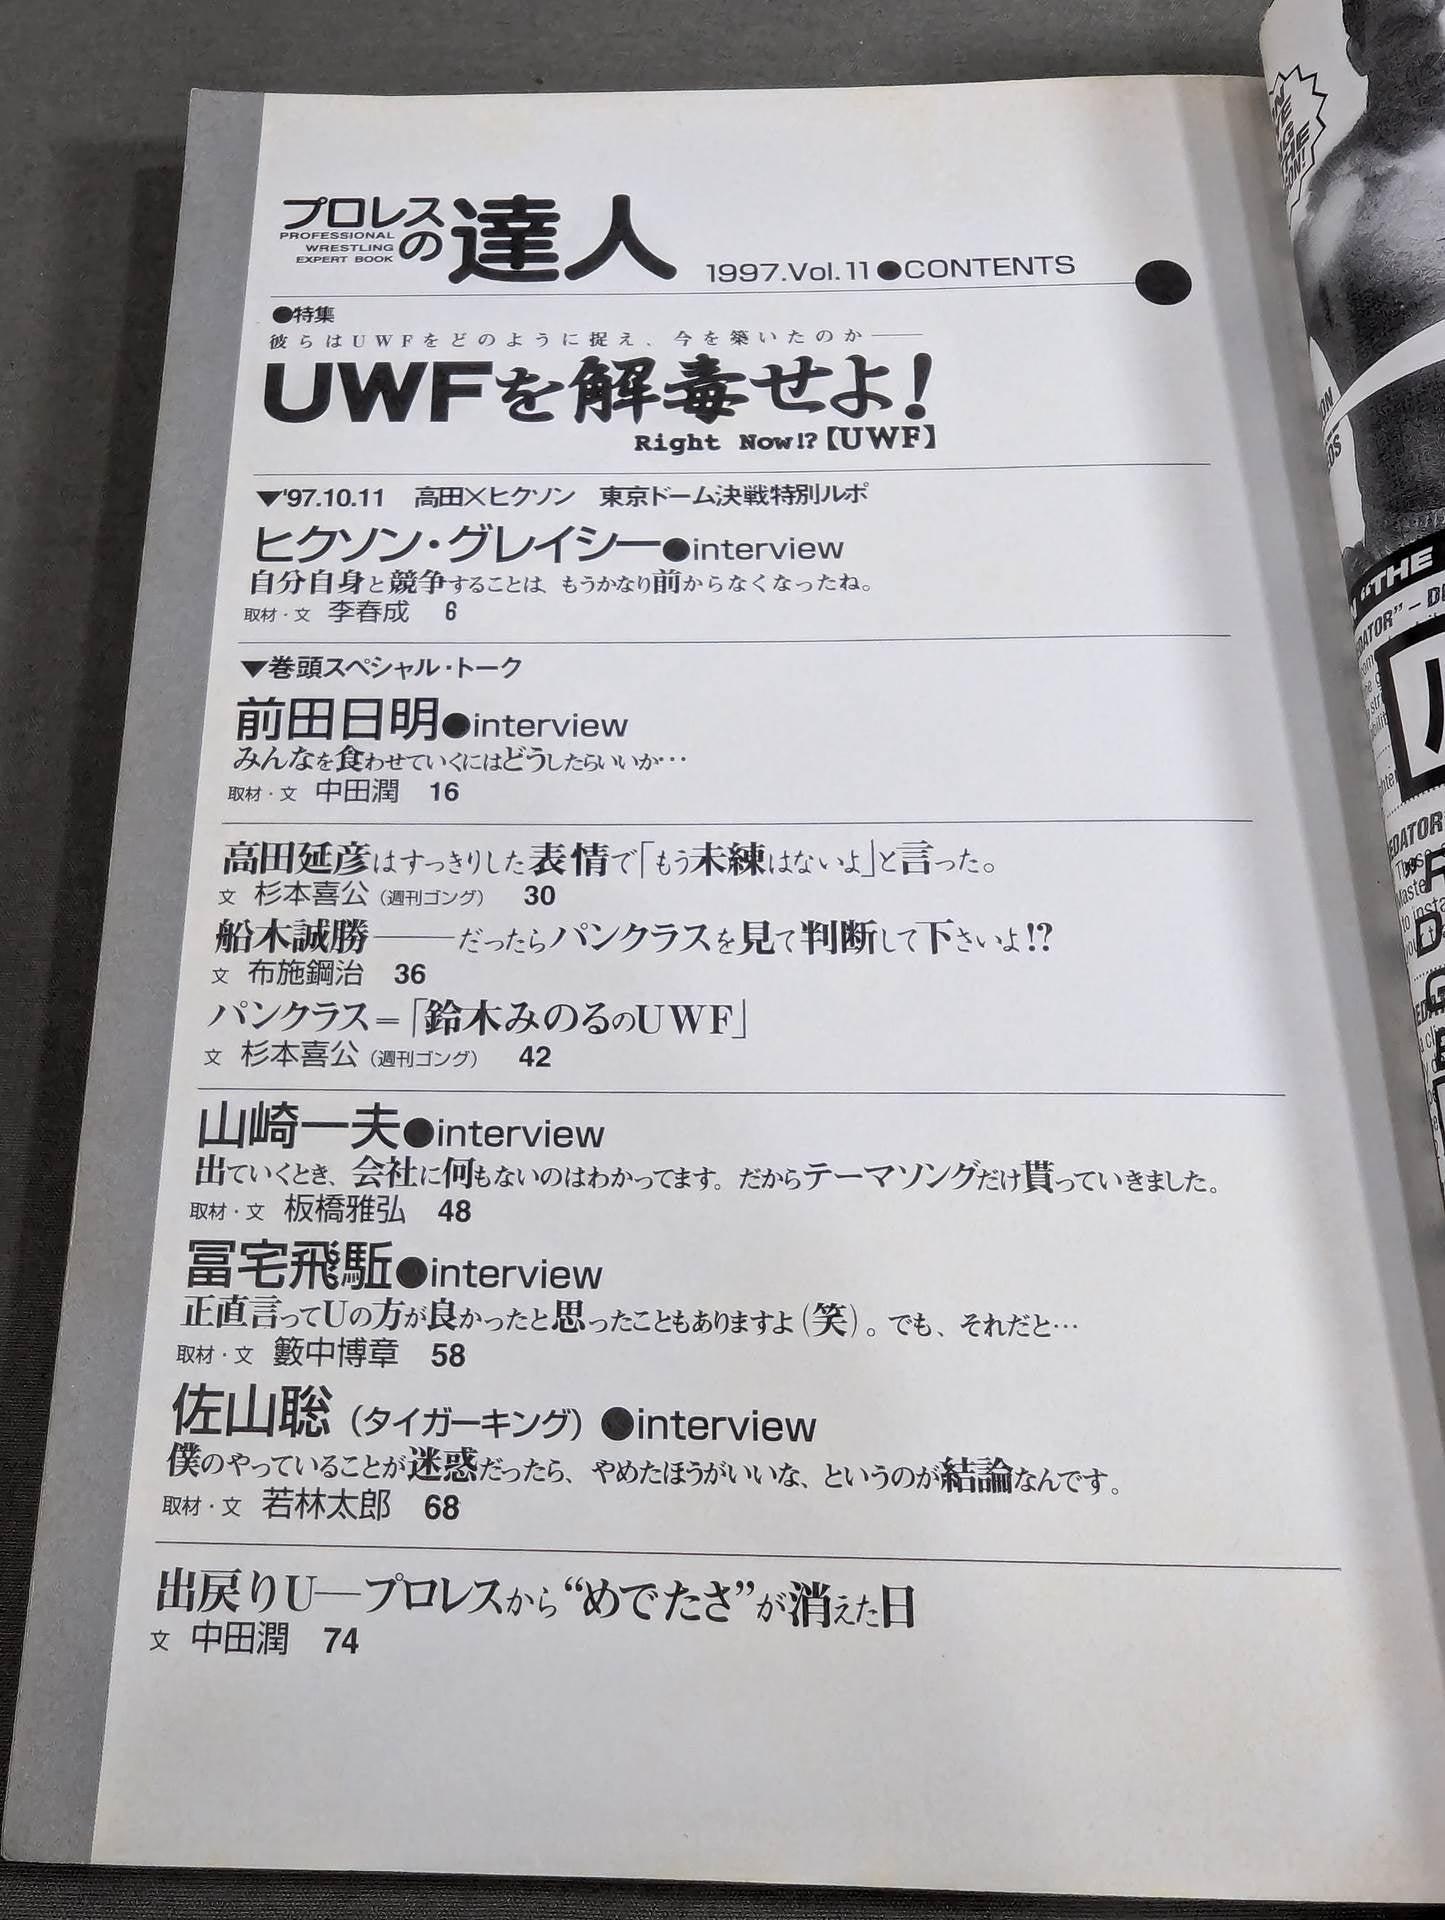 プロレスの達人
PROFESSIONAL
WRESTLING
EXPERT BOOK
1997.Vol.11●CONTENTS
●特集
彼らはUWFをどのように捉え、今を築いたのか――
UWFを解毒せよ!
Right Now!?【UWF】
▼'97.10.11 高田×ヒクソン 東京ドーム決戦特別ルポ
ヒクソン・グレイシー●interview
自分自身と競争することは、もうかなり前からなくなったね。
取材・文 李春成 6
▼巻頭スペシャル・トーク
前田日明●interview
みんなを食わせていくにはどうしたらいいか…
取材・文 中田潤 16
高田延彦はすっきりした表情で「もう未練はないよ」と言った。
文 杉本喜公(週刊ゴング) 30
船木誠勝――だったらパンクラスを見て判断して下さいよ!?
文 布施鋼治 36
パンクラス=「鈴木みのるのUWF」
文 杉本喜公(週刊ゴング) 42
山崎一夫●interview
出ていくとき、会社に何もないのはわかってます。だからテーマソングだけ貰っていきました。
取材・文 板橋雅弘 48
冨宅飛駈●interview
正直言ってUの方が良かったと思ったこともありますよ(笑)。でも、それだと…
取材・文 籔中博章 58
佐山聡(タイガーキング)●interview
僕のやっていることが迷惑だったら、やめたほうがいいな、というのが結論なんです。
取材・文 若林太郎 68
出戻りU―プロレスから“めでたさ”が消えた日
文 中田潤 74